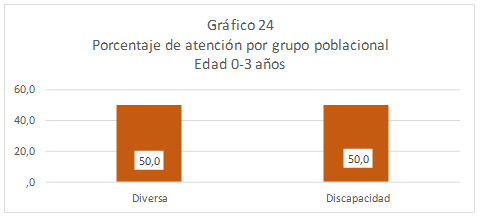 Gráfico 24
Porcentaje de atención por grupo poblacional
Edad 0-3 años
60,0
40,0
20,0
,0
50,0
50,0
Diversa
Discapacidad